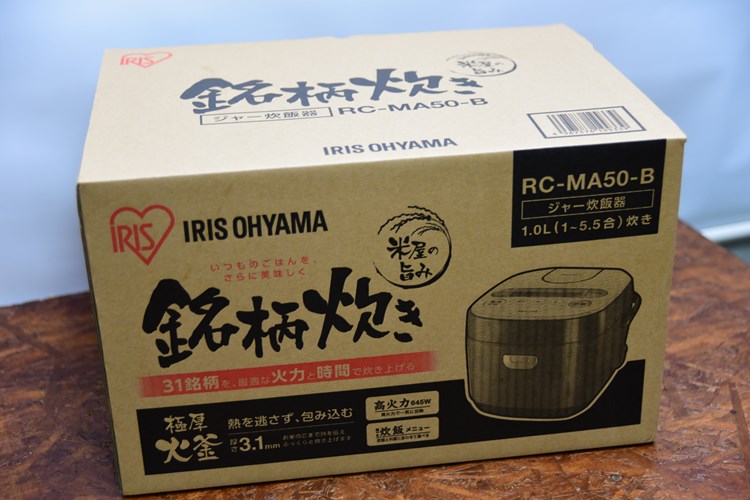 IRIS
銘柄炊き
米屋の
旨み
ジャー炊飯器
RC-MA50-B
IRIS OHYAMA
RC-MA50-B
ジャー炊飯器
1.0L(1~5.5合)炊き
IRIS
IRIS OHYAMA
米屋の
旨み
いつものごはんを、
さらに美味しく
銘柄炊き
31銘柄を、最適な火力と時間で炊き上げる
極厚
火釜
熱を逃さず、包み込む
厚さ3.1mm
高火力645W
炊飯メニュー